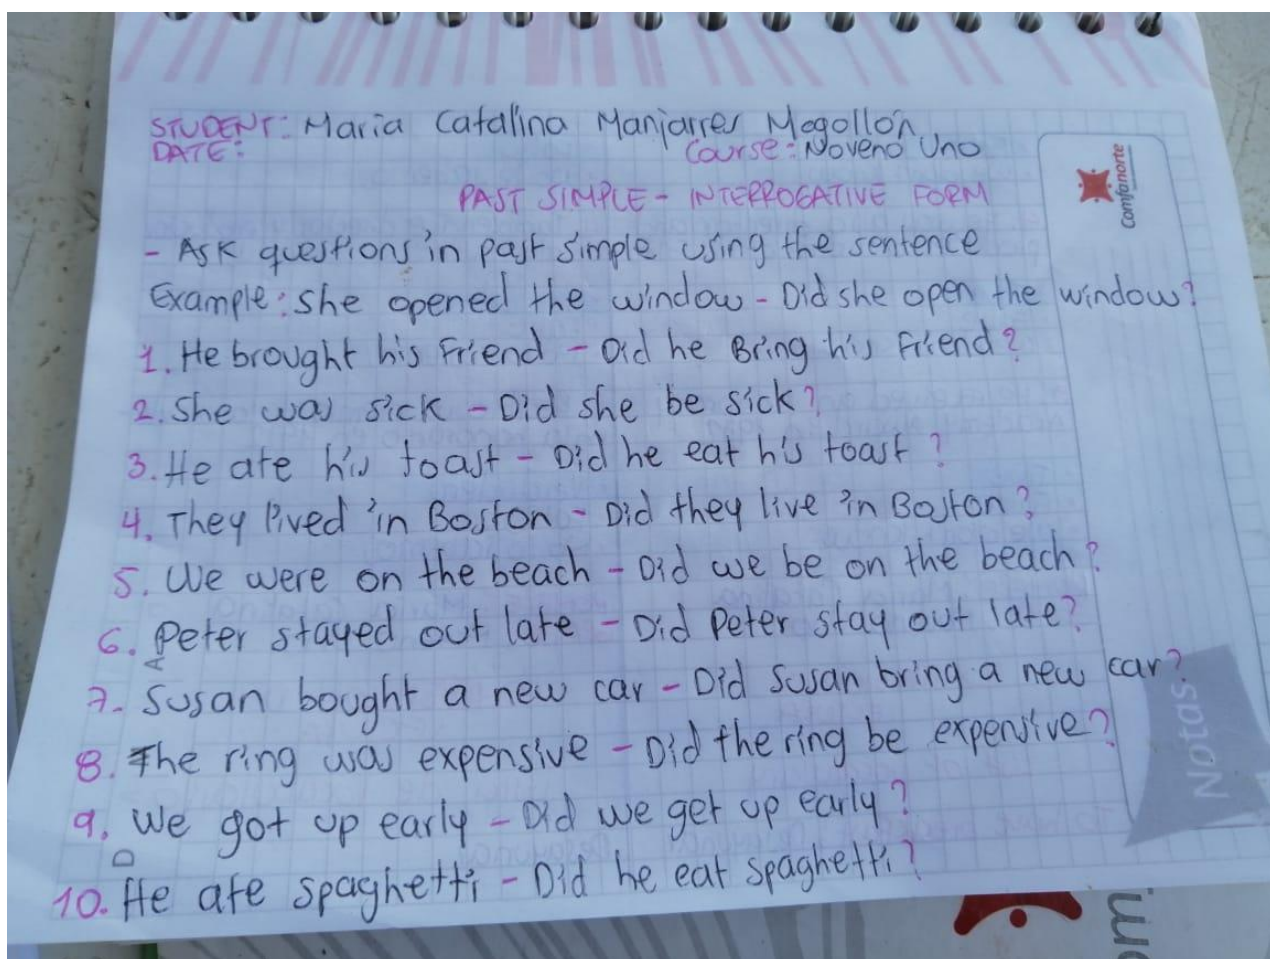 STUDENT: Maria Catalina Manjarres Mogollón
DATE: Course: Noveno Uno
PAST SIMPLE - INTERROGATIVE FORM
- Ask questions in past simple using the sentence
Example: She opened the window - Did she open the window?
1. He brought his Friend - Did he Bring his Friend?
2. She was sick - Did she be sick?
3. He ate his toast - Did he eat his toast?
4. They lived in Boston - Did they live in Boston?
5. We were on the beach - Did we be on the beach?
6. Peter stayed out late - Did Peter stay out late?
7. Susan bought a new car - Did Susan bring a new car?
8. The ring was expensive - Did the ring be expensive?
9. We got up early - Did we get up early?
10. He ate spaghetti - Did he eat spaghetti?
Comfanorte
Notas
om.